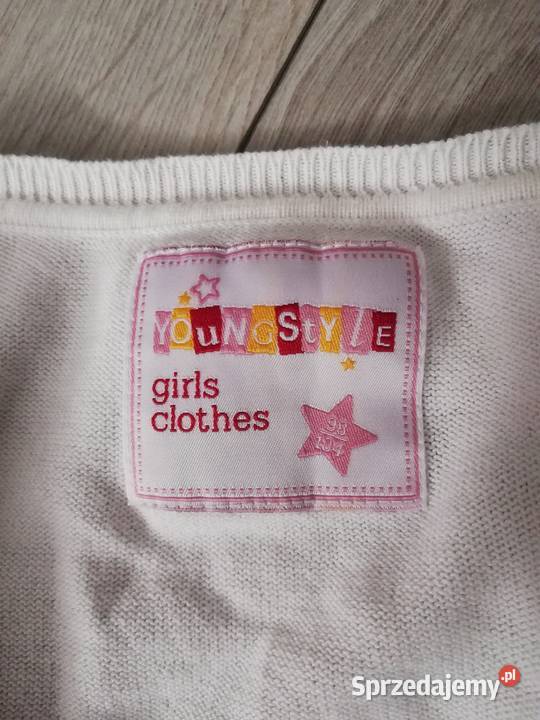 YOuNGStYlE
girls
clothes
98
104
Sprzedajemy.pl